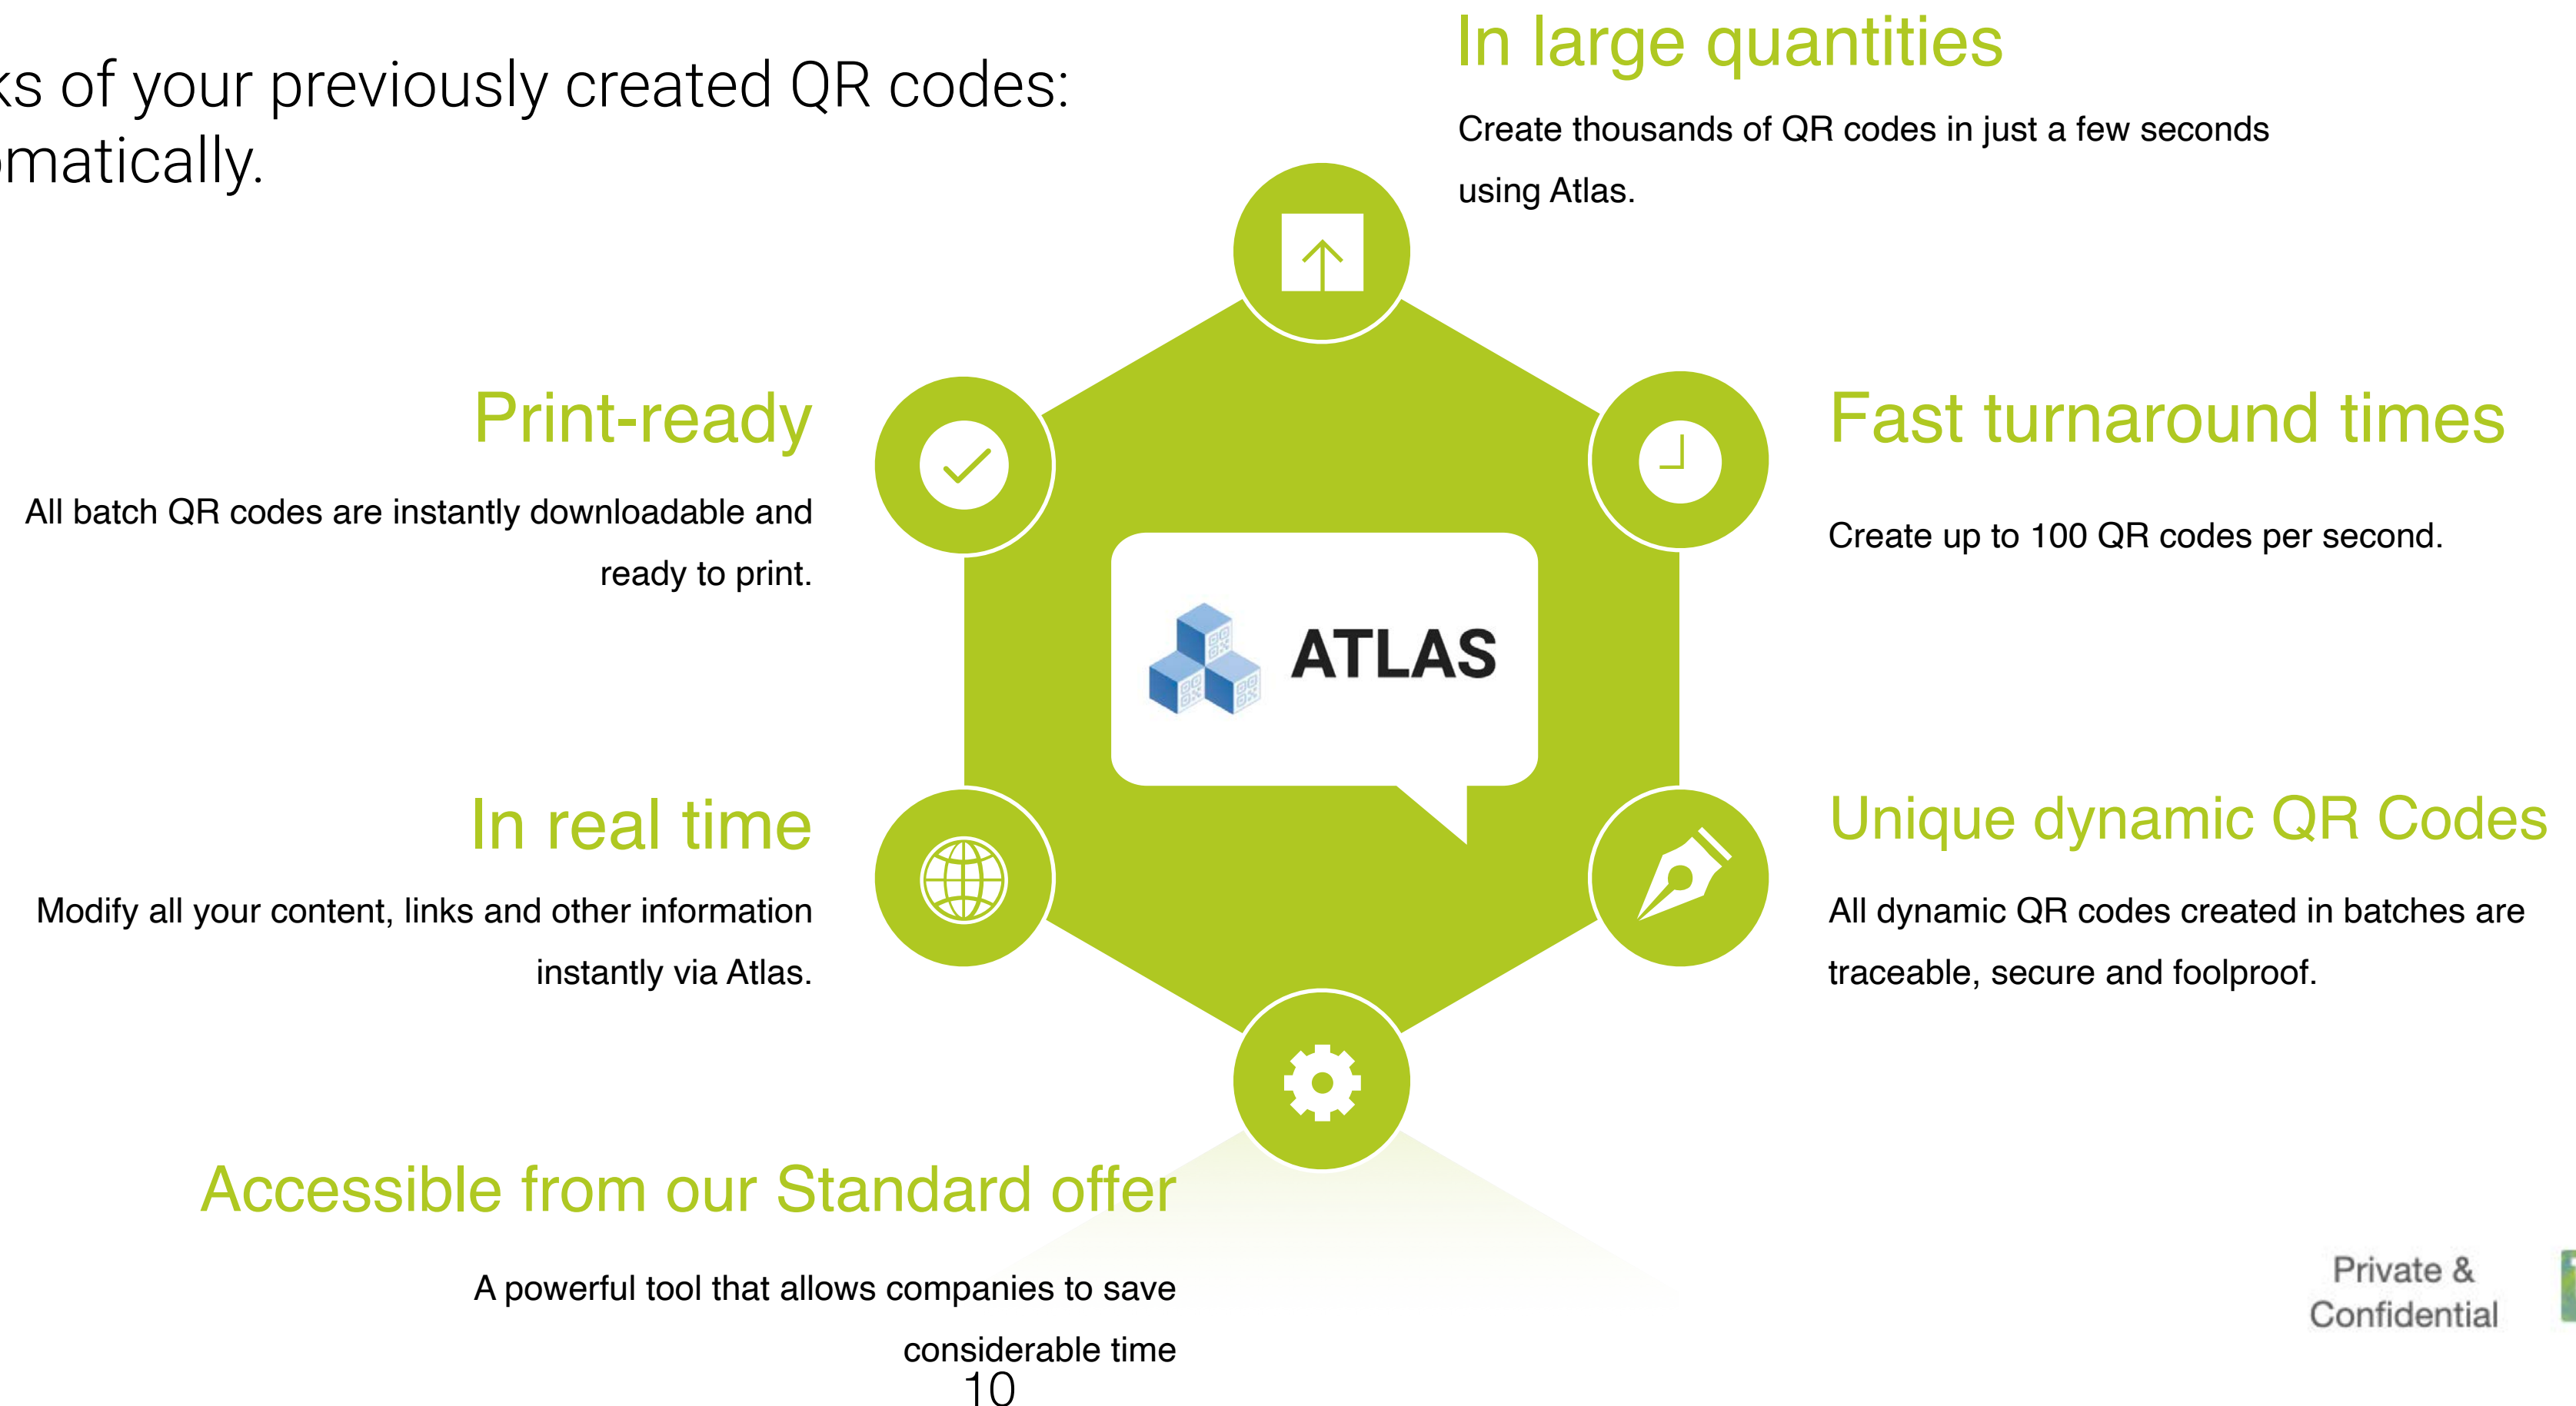 of your previously created QR codes:
In large quantities
Create thousands of QR codes in just a few seconds
using Atlas.
Print-ready
All batch QR codes are instantly downloadable and
ready to print.
Fast turnaround times
Create up to 100 QR codes per second.
ATLAS
In real time
Modify all your content, links and other information
instantly via Atlas.
Unique dynamic QR Codes
All dynamic QR codes created in batches are
traceable, secure and foolproof.
Accessible from our Standard offer
A powerful tool that allows companies to save
considerable time
10
Private &
Confidential